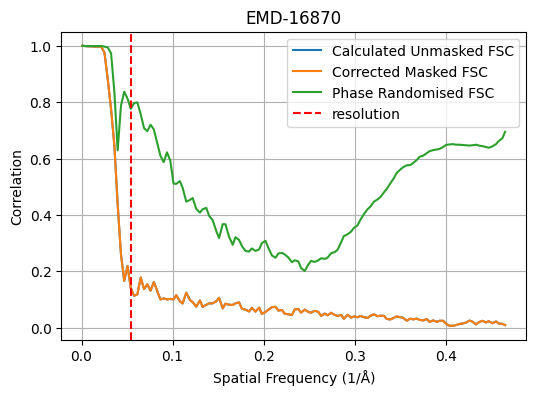 EMD-16870
Calculated Unmasked FSC
Corrected Masked FSC
Phase Randomised FSC
resolution
Correlation
1.0
0.8
0.6
0.4
0.2
0.0
0.0 0.1 0.2 0.3 0.4
Spatial Frequency (1/Å)